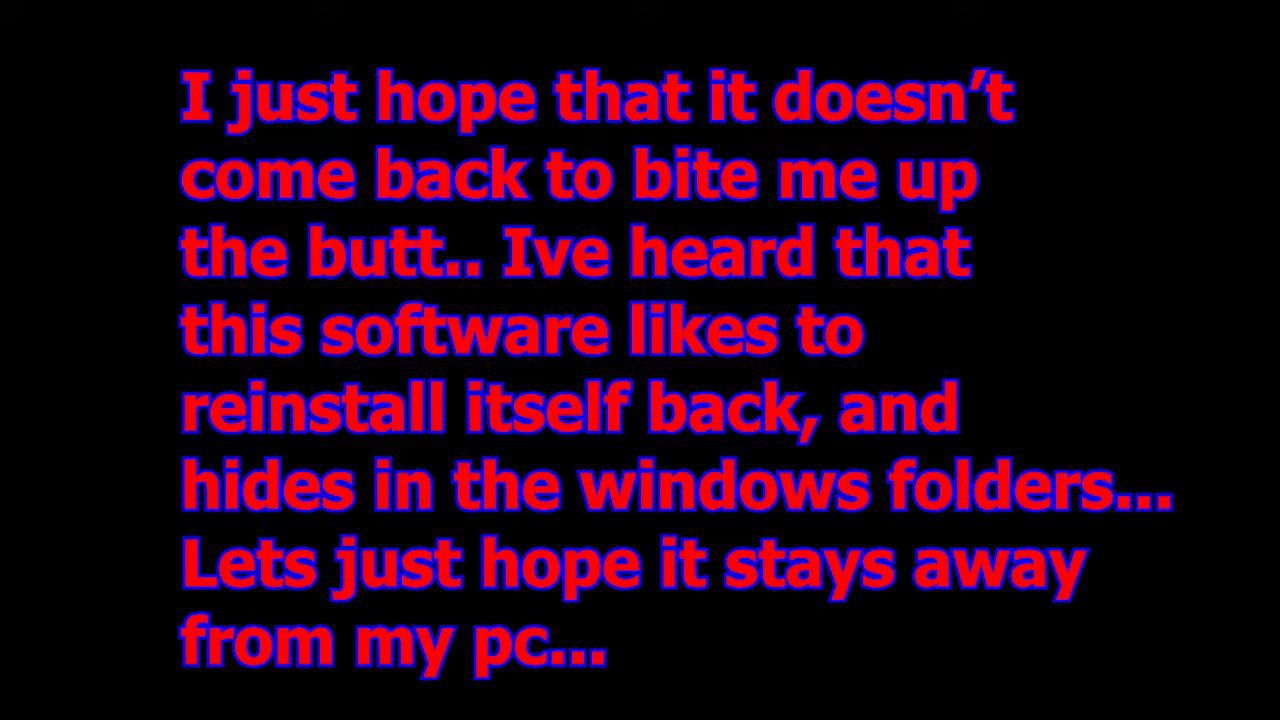 I just hope that it doesn’t
come back to bite me up
the butt.. Ive heard that
this software likes to
reinstall itself back, and
hides in the windows folders...
Lets just hope it stays away
from my pc...